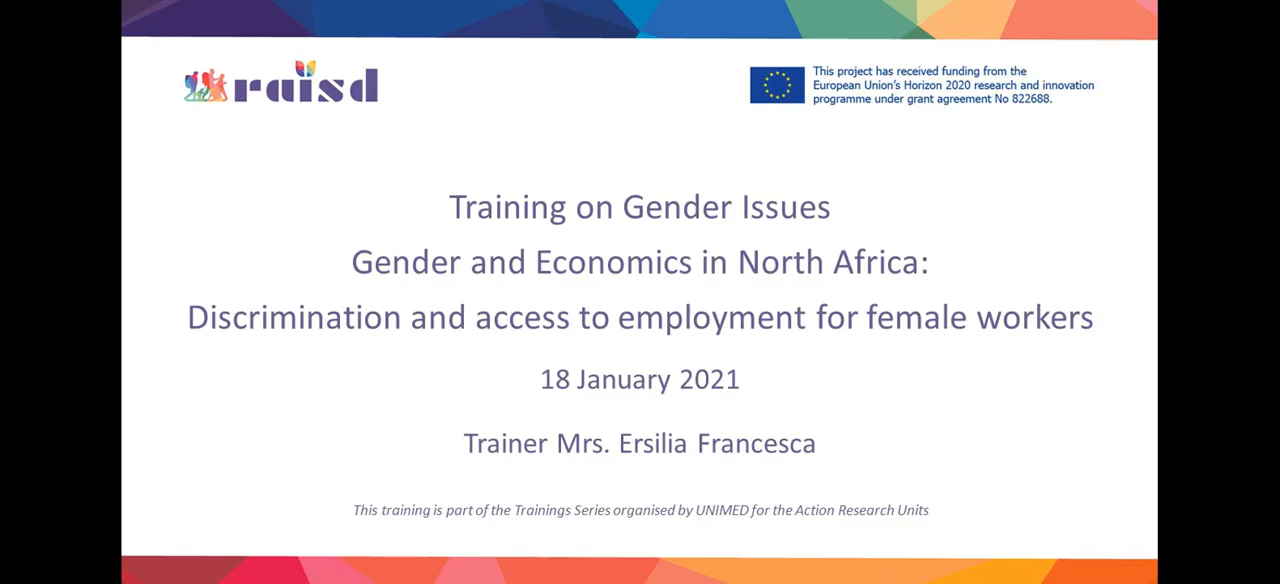 raisd
This project has received funding from the
European Union's Horizon 2020 research and innovation
programme under grant agreement No 822688.
Training on Gender Issues
Gender and Economics in North Africa:
Discrimination and access to employment for female workers
18 January 2021
Trainer Mrs. Ersilia Francesca
This training is part of the Trainings Series organised by UNIMED for the Action Research Units